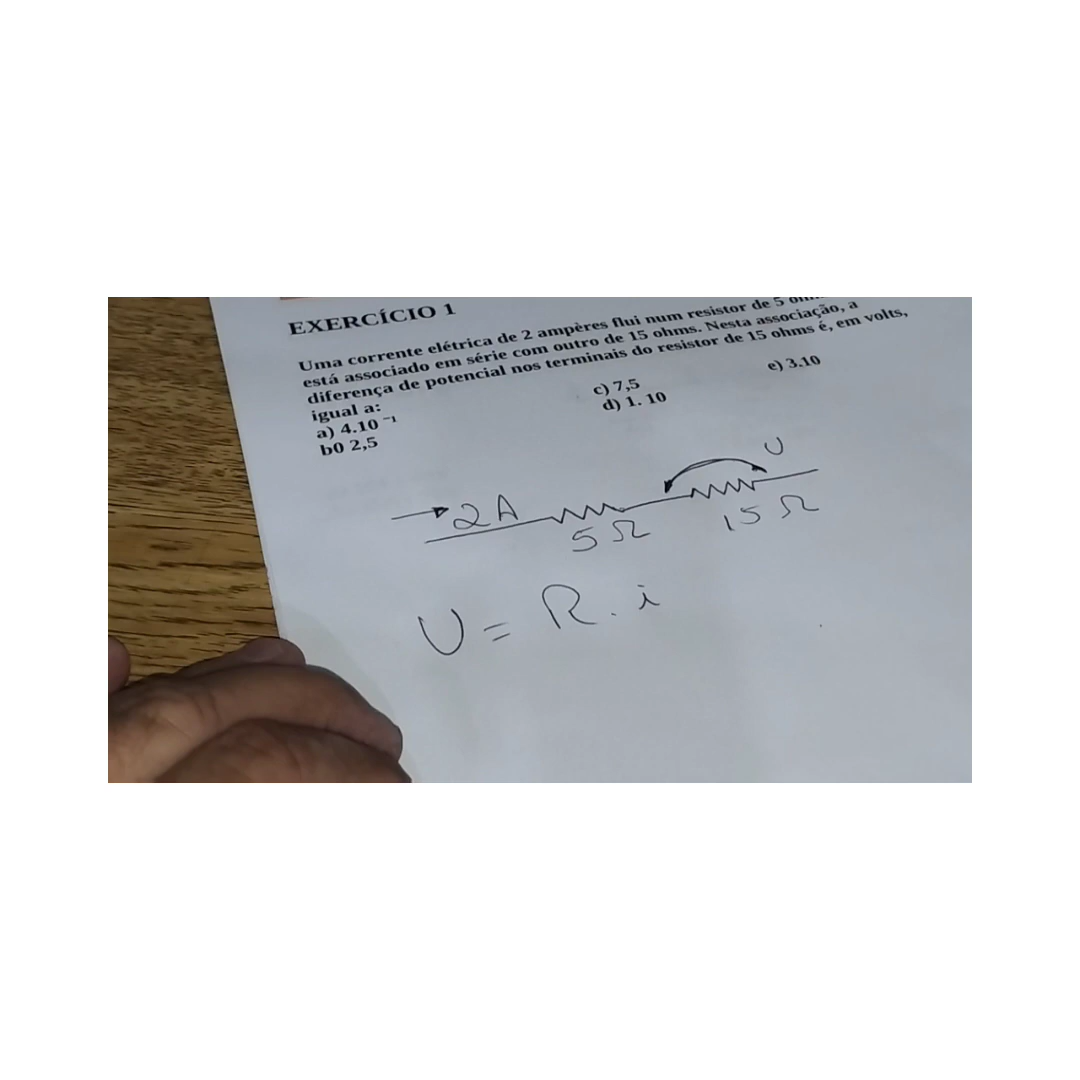 EXERCÍCIO 1
Uma corrente elétrica de 2 ampères flui num resistor de 5
está associado em série com outro de 15 ohms. Nesta associação, a
diferença de potencial nos terminais do resistor de 15 ohms é, em volts,
igual a:
a) 4.10 ⁻¹
b0 2,5
c) 7,5
d) 1. 10
e) 3.10
2A
5 Ω
15 Ω
U
U = R . i